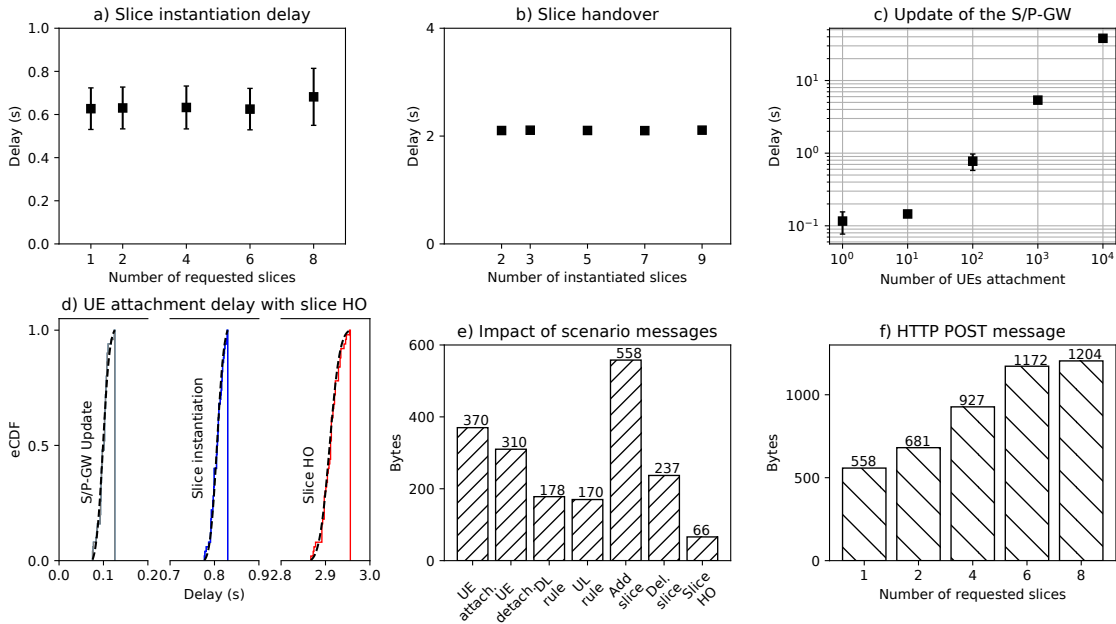 a) Slice instantiation delay
1.0
0.8
0.6
0.4
0.2
0.0
Delay (s)
1 2 4 6 8
Number of requested slices
b) Slice handover
4
2
0
Delay (s)
2 3 5 7 9
Number of instantiated slices
c) Update of the S/P-GW
10^1
10^0
10^-1
Delay (s)
10^0 10^1 10^2 10^3 10^4
Number of UEs attachment
d) UE attachment delay with slice HO
1.0
0.5
0.0
eCDF
S/P-GW Update
Slice instantiation
Slice HO
0.0 0.1 0.2 0.7 0.8 0.9 2.8 2.9 3.0
Delay (s)
e) Impact of scenario messages
600
400
200
0
Bytes
370
310
178
170
558
237
66
UE
attach.
UE
detach.
DL
rule
UL
rule
Add
slice
Del.
slice
Slice
HO
f) HTTP POST message
1000
500
0
Bytes
558
681
927
1172
1204
1 2 4 6 8
Number of requested slices